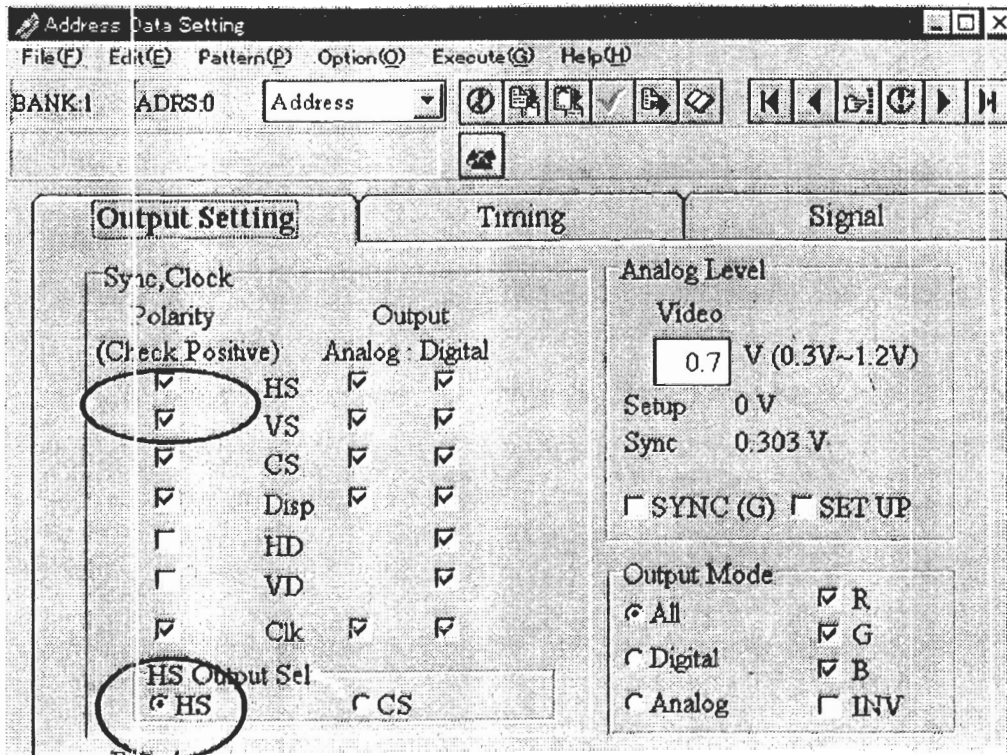 Address Data Setting
File(F) Edit(E) Pattern(P) Option(O) Execute(G) Help(H)
BANK:1 ADRS:0 Address
Output Setting Timing Signal
Sync,Clock
Polarity Output
(Check Positive) Analog : Digital
HS
VS
CS
Disp
HD
VD
Clk
HS Output Sel
HS CS
Analog Level
Video
0.7 V (0.3V~1.2V)
Setup 0 V
Sync 0.303 V
SYNC (G) SET UP
Output Mode
All R
G
Digital B
Analog INV